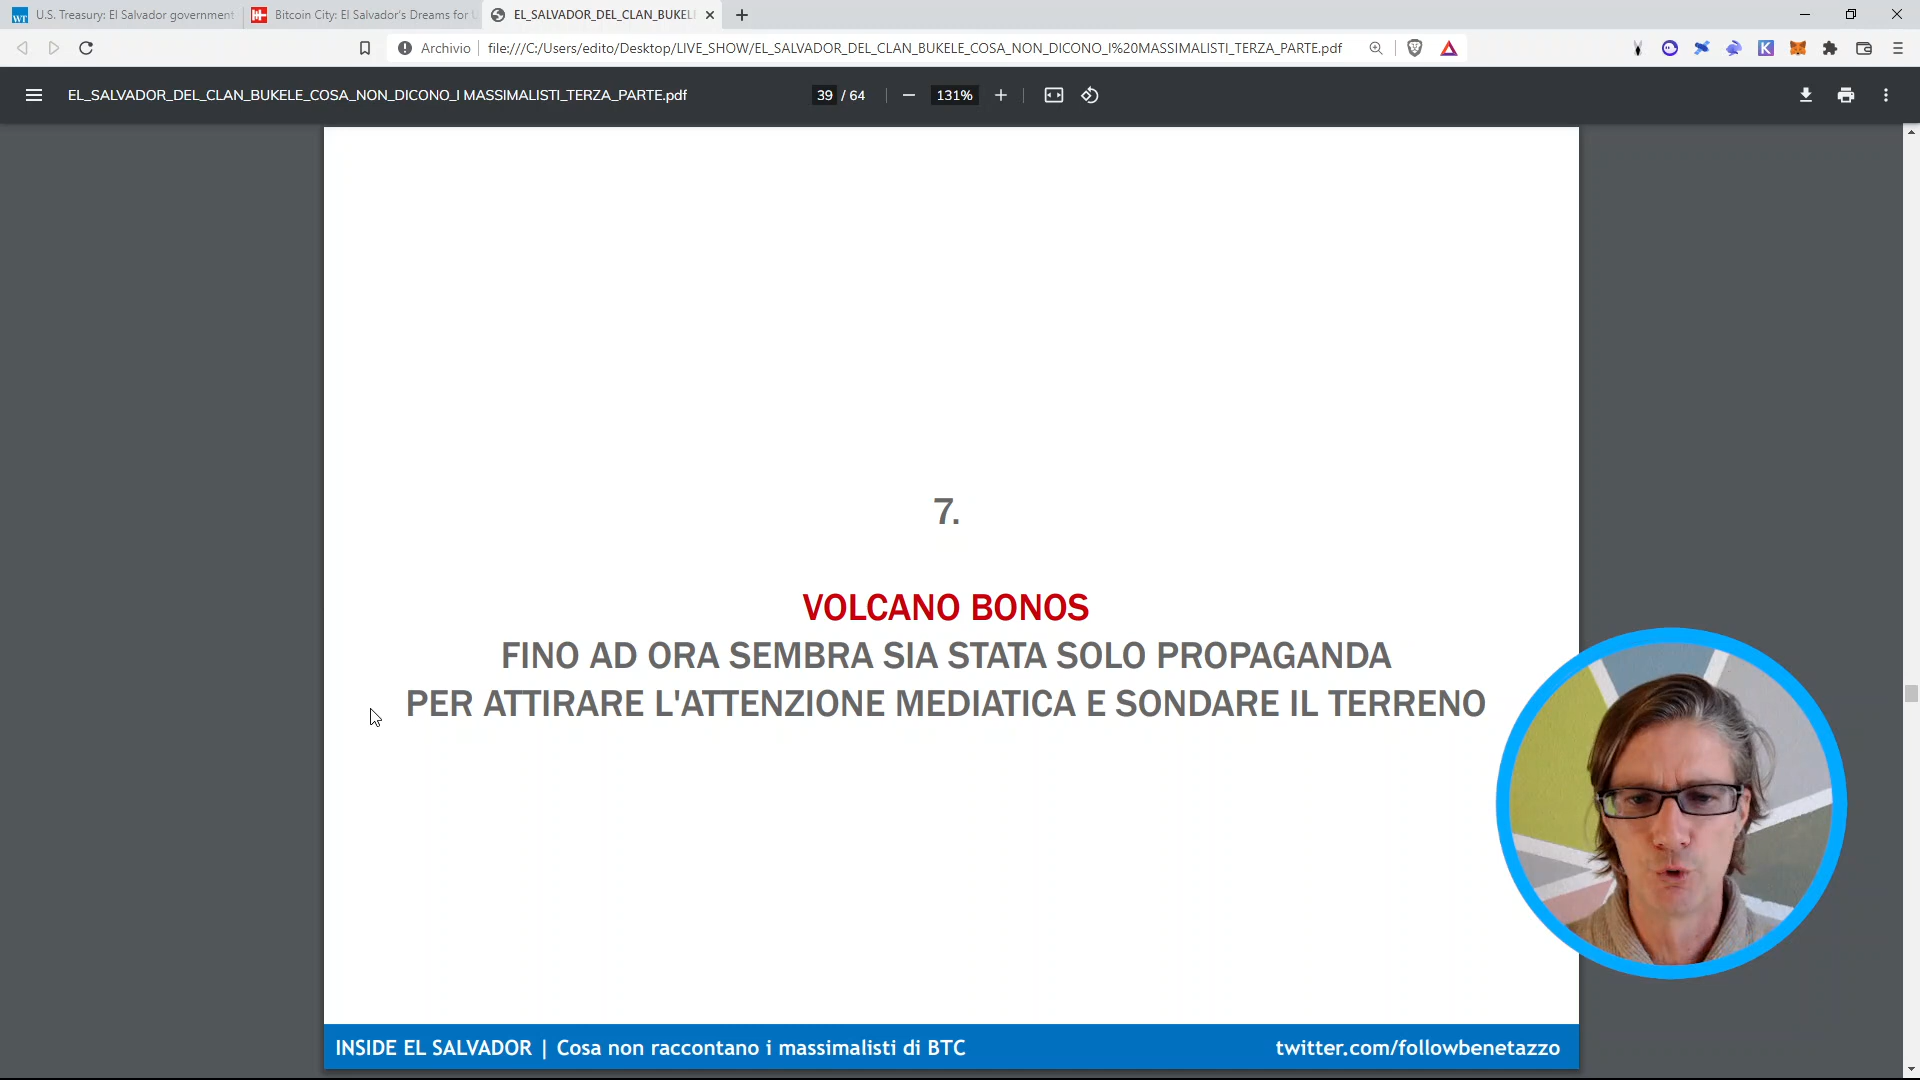 U.S. Treasury: El Salvador government
Bitcoin City: El Salvador's Dreams for
EL_SALVADOR_DEL_CLAN_BUKEL
Archivio
file:///C:/Users/edito/Desktop/LIVE_SHOW/EL_SALVADOR_DEL_CLAN_BUKELE_COSA_NON_DICONO_I%20MASSIMALISTI_TERZA_PARTE.pdf
EL_SALVADOR_DEL_CLAN_BUKELE_COSA_NON_DICONO_I MASSIMALISTI_TERZA_PARTE.pdf
39 / 64
131%
7.
VOLCANO BONOS
FINO AD ORA SEMBRA SIA STATA SOLO PROPAGANDA
PER ATTIRARE L'ATTENZIONE MEDIATICA E SONDARE IL TERRENO
INSIDE EL SALVADOR | Cosa non raccontano i massimalisti di BTC
twitter.com/followbenetazzo